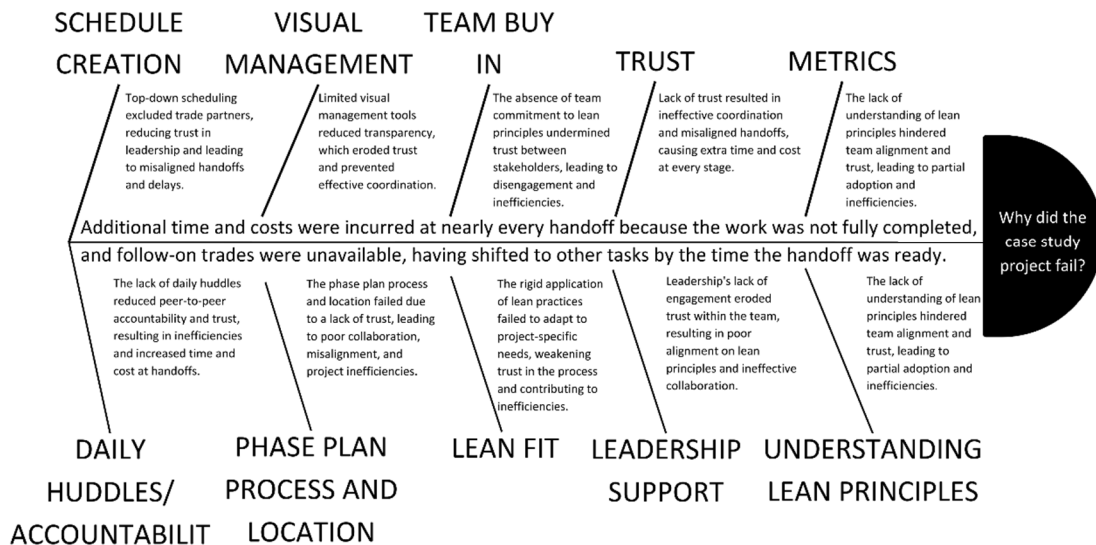 SCHEDULE
CREATION
VISUAL
MANAGEMENT
TEAM BUY
IN
TRUST
METRICS
Top-down scheduling
excluded trade partners,
reducing trust in
leadership and leading
to misaligned handoffs
and delays.
Limited visual
management tools
reduced transparency,
which eroded trust
and prevented
effective coordination.
The absence of team
commitment to lean
principles undermined
trust between
stakeholders, leading to
disengagement and
inefficiencies.
Lack of trust resulted in
ineffective coordination
and misaligned handoffs,
causing extra time and cost
at every stage.
The lack of
understanding of lean
principles hindered
team alignment and
trust, leading to partial
adoption and
inefficiencies.
Additional time and costs were incurred at nearly every handoff because the work was not fully completed,
and follow-on trades were unavailable, having shifted to other tasks by the time the handoff was ready.
Why did the
case study
project fail?
The lack of daily huddles
reduced peer-to-peer
accountability and trust,
resulting in inefficiencies
and increased time and
cost at handoffs.
The phase plan process
and location failed due
to a lack of trust, leading
to poor collaboration,
misalignment, and
project inefficiencies.
The rigid application
of lean practices
failed to adapt to
project-specific
needs, weakening
trust in the process
and contributing to
inefficiencies.
Leadership's lack of
engagement eroded
trust within the team,
resulting in poor
alignment on lean
principles and ineffective
collaboration.
The lack of
understanding of lean
principles hindered
team alignment and
trust, leading to
partial adoption and
inefficiencies.
DAILY
HUDDLES/
ACCOUNTABILIT
PHASE PLAN
PROCESS AND
LOCATION
LEAN FIT
LEADERSHIP
SUPPORT
UNDERSTANDING
LEAN PRINCIPLES